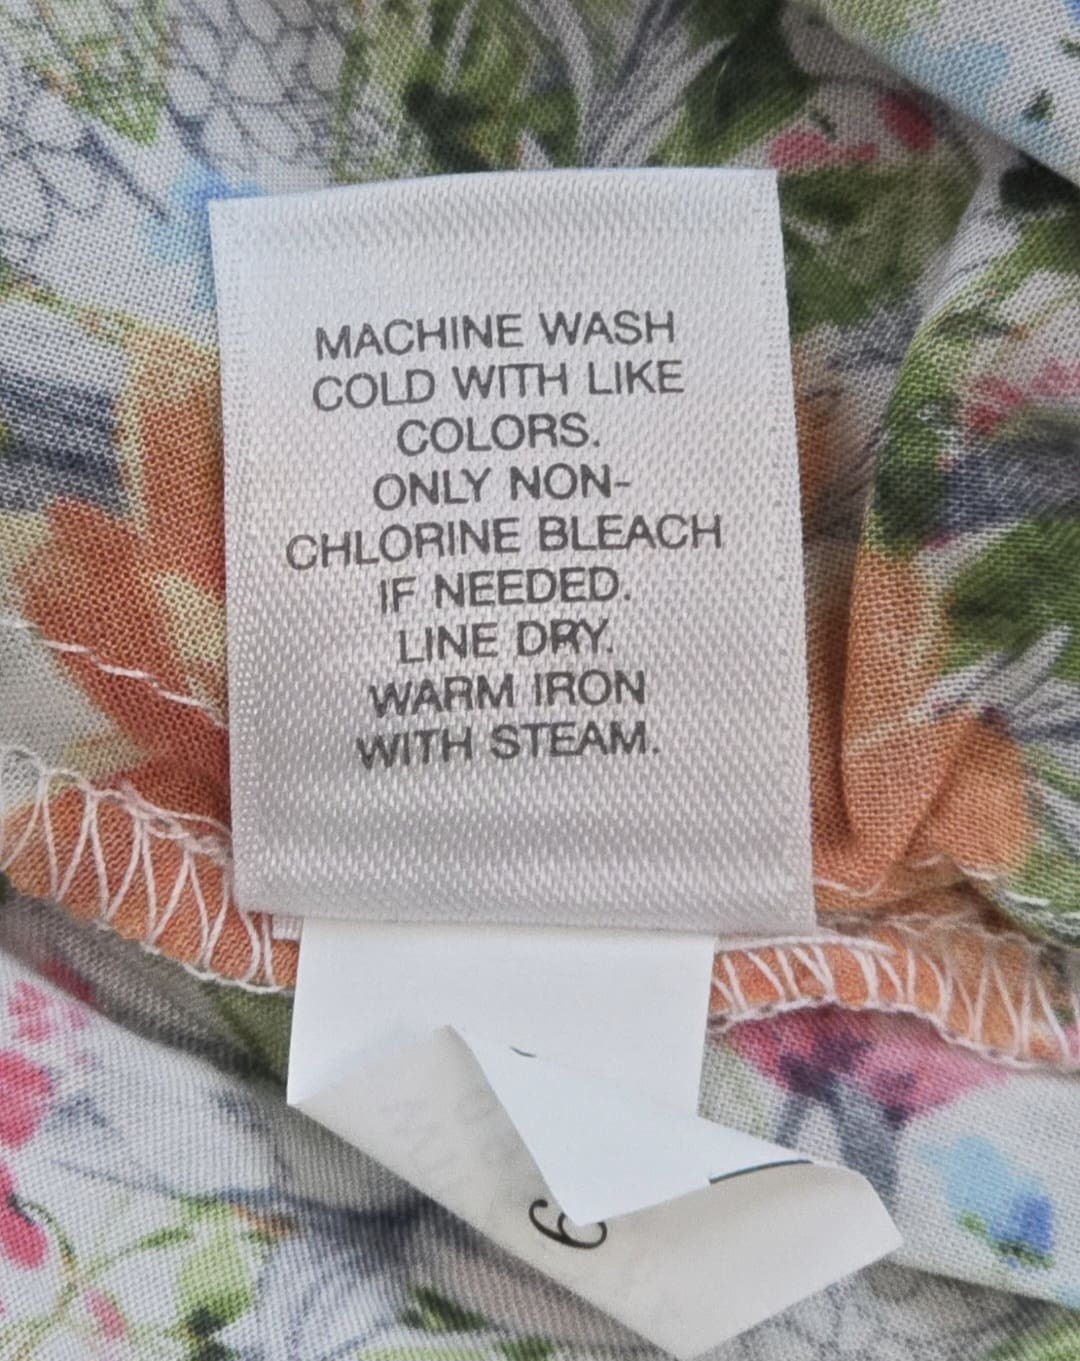 MACHINE WASH
COLD WITH LIKE
COLORS.
ONLY NON-
CHLORINE BLEACH
IF NEEDED.
LINE DRY.
WARM IRON
WITH STEAM.